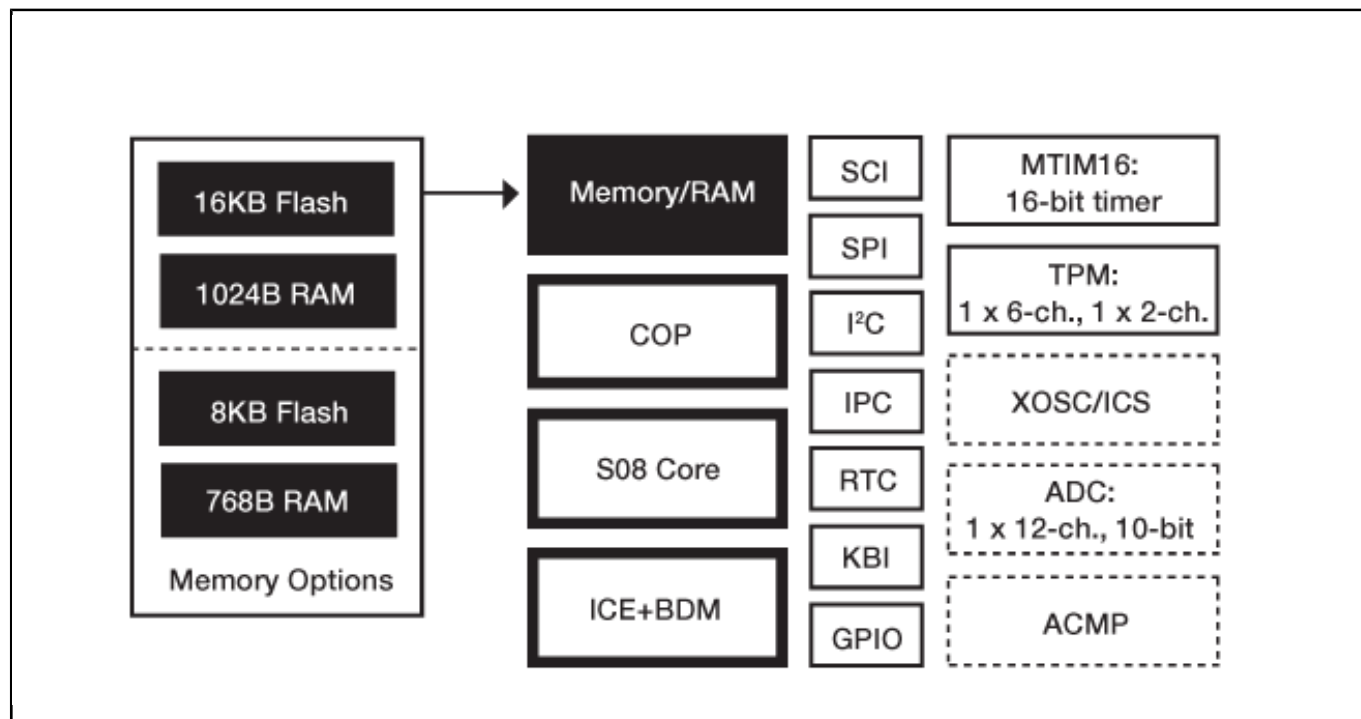 16KB Flash
1024B RAM
8KB Flash
768B RAM
Memory Options
Memory/RAM
COP
S08 Core
ICE+BDM
SCI
SPI
I²C
IPC
RTC
KBI
GPIO
MTIM16:
16-bit timer
TPM:
1 x 6-ch., 1 x 2-ch.
XOSC/ICS
ADC:
1 x 12-ch., 10-bit
ACMP